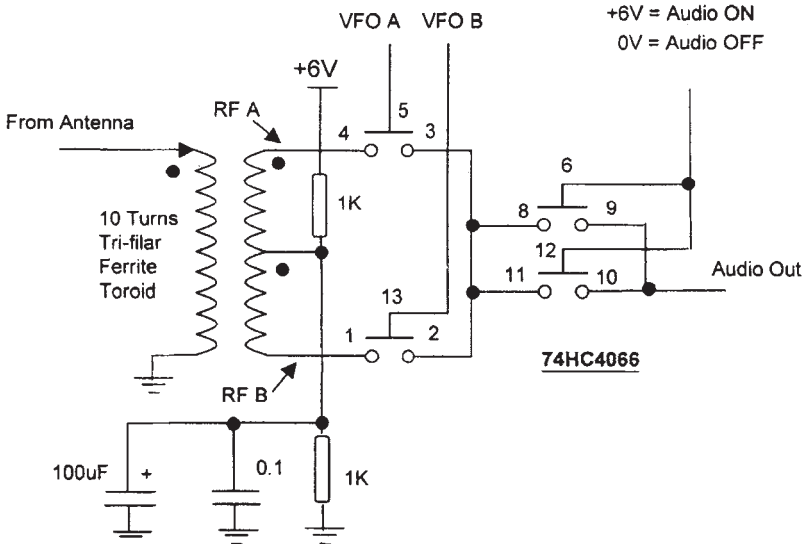 VFO A VFO B
+6V = Audio ON
0V = Audio OFF
+6V
RF A
From Antenna
5
4 3
6
1K
8 9
10 Turns
Tri-filar
Ferrite
Toroid
12
11 10
Audio Out
13
1 2
74HC4066
RF B
100uF +
0.1
1K